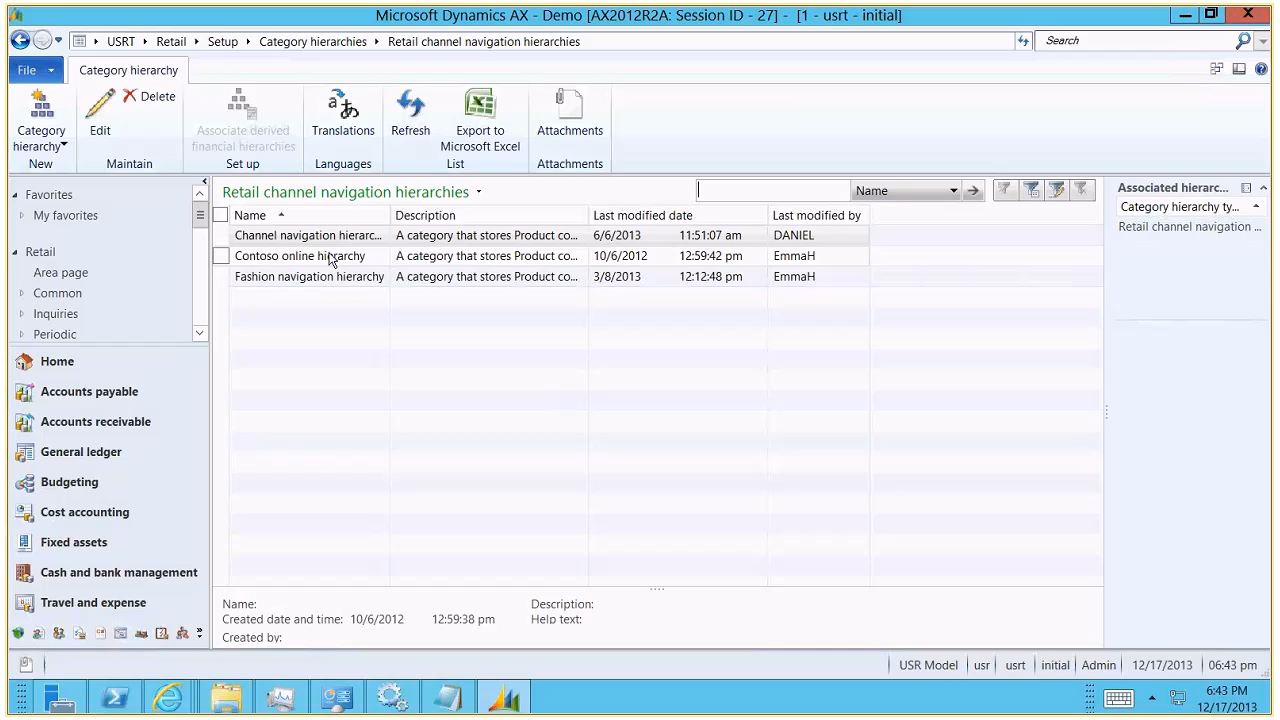 Microsoft Dynamics AX - Demo [AX2012R2A: Session ID - 27] - [1 - usrt - initial]
USRT Retail Setup Category hierarchies Retail channel navigation hierarchies
Search
File Category hierarchy
Category hierarchy
New
Edit
Delete
Maintain
Associate derived financial hierarchies
Set up
Translations
Languages
Refresh
Export to Microsoft Excel
List
Attachments
Attachments
Favorites
My favorites
Retail
Area page
Common
Inquiries
Periodic
Home
Accounts payable
Accounts receivable
General ledger
Budgeting
Cost accounting
Fixed assets
Cash and bank management
Travel and expense
Retail channel navigation hierarchies
Name
Name Description Last modified date Last modified by
Channel navigation hierarc... A category that stores Product co... 6/6/2013 11:51:07 am DANIEL
Contoso online hierarchy A category that stores Product co... 10/6/2012 12:59:42 pm EmmaH
Fashion navigation hierarchy A category that stores Product co... 3/8/2013 12:12:48 pm EmmaH
Name: Description:
Created date and time: 10/6/2012 12:59:38 pm Help text:
Created by:
Associated hierarc...
Category hierarchy ty...
Retail channel navigation ...
USR Model usr usrt initial Admin 12/17/2013 06:43 pm
6:43 PM
12/17/2013